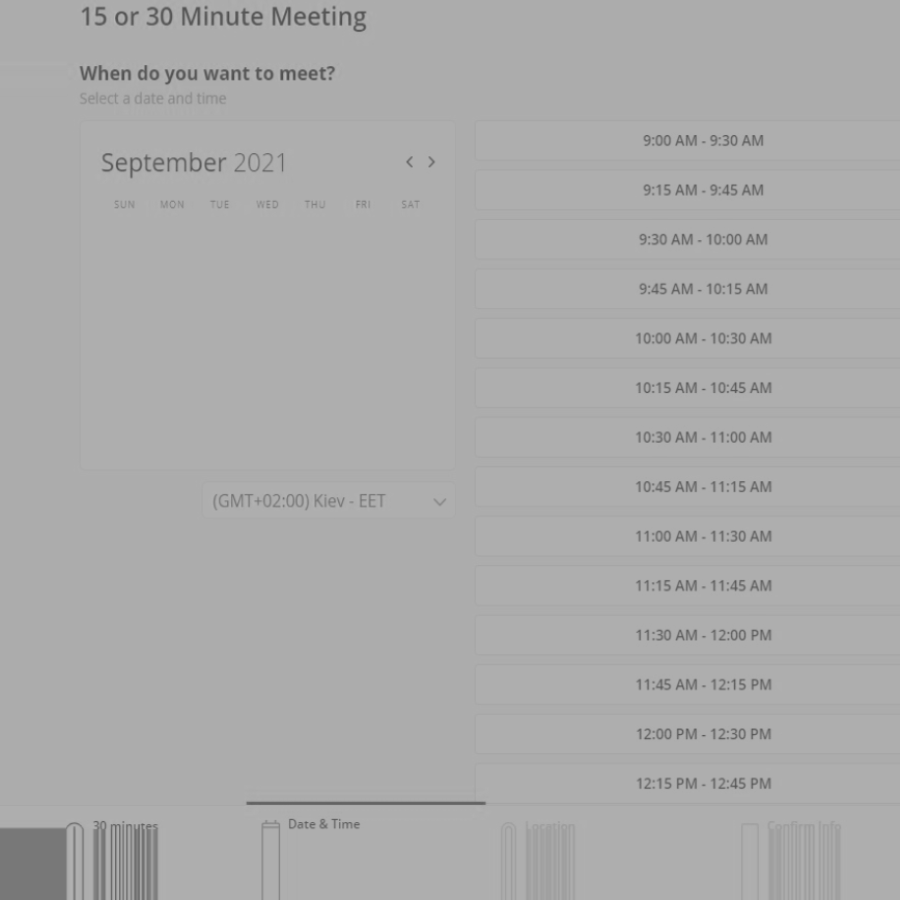 15 or 30 Minute Meeting
When do you want to meet?
Select a date and time
September 2021
SUN MON TUE WED THU FRI SAT
(GMT+02:00) Kiev - EET
9:00 AM - 9:30 AM
9:15 AM - 9:45 AM
9:30 AM - 10:00 AM
9:45 AM - 10:15 AM
10:00 AM - 10:30 AM
10:15 AM - 10:45 AM
10:30 AM - 11:00 AM
10:45 AM - 11:15 AM
11:00 AM - 11:30 AM
11:15 AM - 11:45 AM
11:30 AM - 12:00 PM
11:45 AM - 12:15 PM
12:00 PM - 12:30 PM
12:15 PM - 12:45 PM
30 minutes
Date & Time
Location
Confirm Info